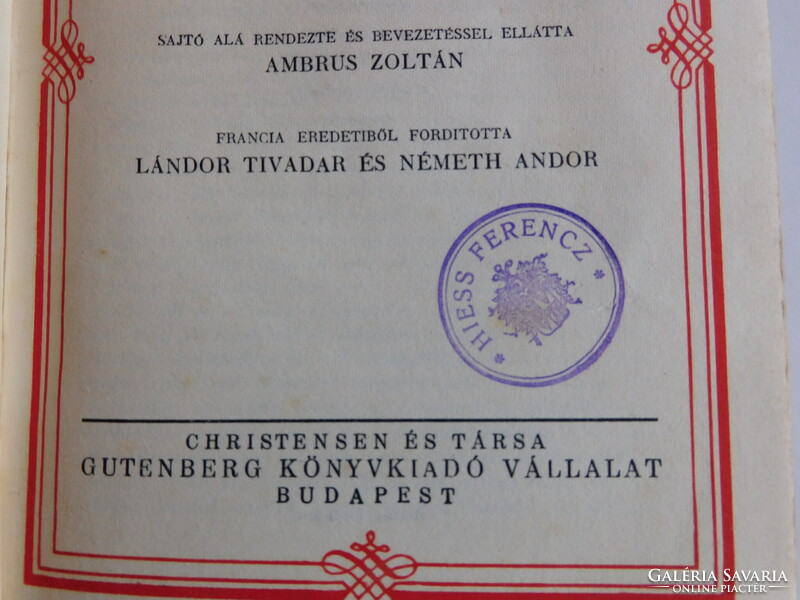 SAJTÓ ALÁ RENDEZTE ÉS BEVEZETÉSSEL ELLÁTTA
AMBRUS ZOLTÁN
FRANCIA EREDETIBŐL FORDITOTTA
LÁNDOR TIVADAR ÉS NÉMETH ANDOR
* HIESS FERENCZ *
CHRISTENSEN ÉS TÁRSA
GUTENBERG KÖNYVKIADÓ VÁLLALAT
BUDAPEST
GALÉRIA SAVARIA
ONLINE PIACTÉR